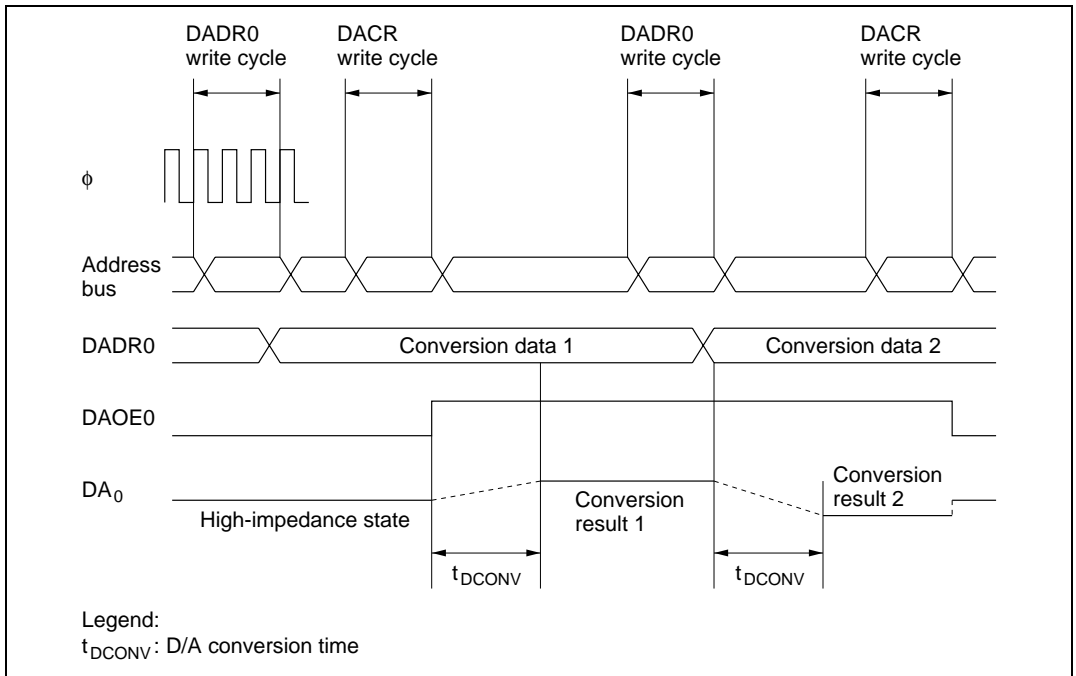 DADR0
write cycle
DACR
write cycle
DADR0
write cycle
DACR
write cycle
ϕ
Address
bus
DADR0
Conversion data 1
Conversion data 2
DAOE0
DA0
High-impedance state
Conversion
result 1
Conversion
result 2
tDCONV
tDCONV
Legend:
tDCONV: D/A conversion time